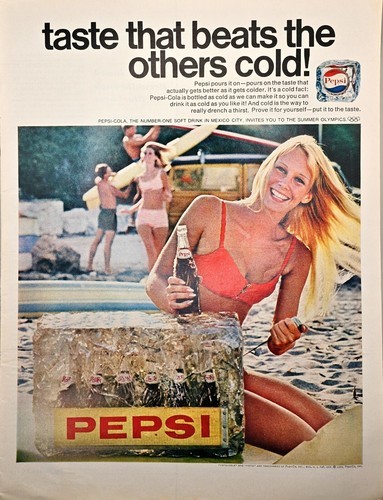 taste that beats the
others cold!
Pepsi pours it on—pours on the taste that
actually gets better as it gets colder. It's a cold fact:
Pepsi-Cola is bottled as cold as we can make it so you can
drink it as cold as you like it! And cold is the way to
really drench a thirst. Prove it for yourself—put it to the taste.
Pepsi
PEPSI-COLA, THE NUMBER-ONE SOFT DRINK IN MEXICO CITY, INVITES YOU TO THE SUMMER OLYMPICS
PEPSI